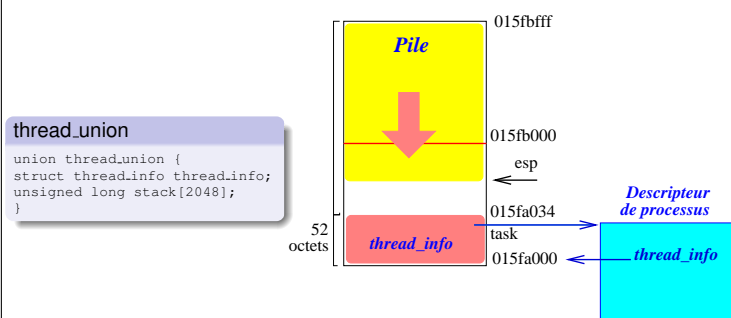 thread_union
union thread_union {
struct thread_info thread_info;
unsigned long stack[2048];
}
015fbfff
Pile
015fb000
esp
015fa034
task
52
octets
thread_info
015fa000
Descripteur
de processus
thread_info